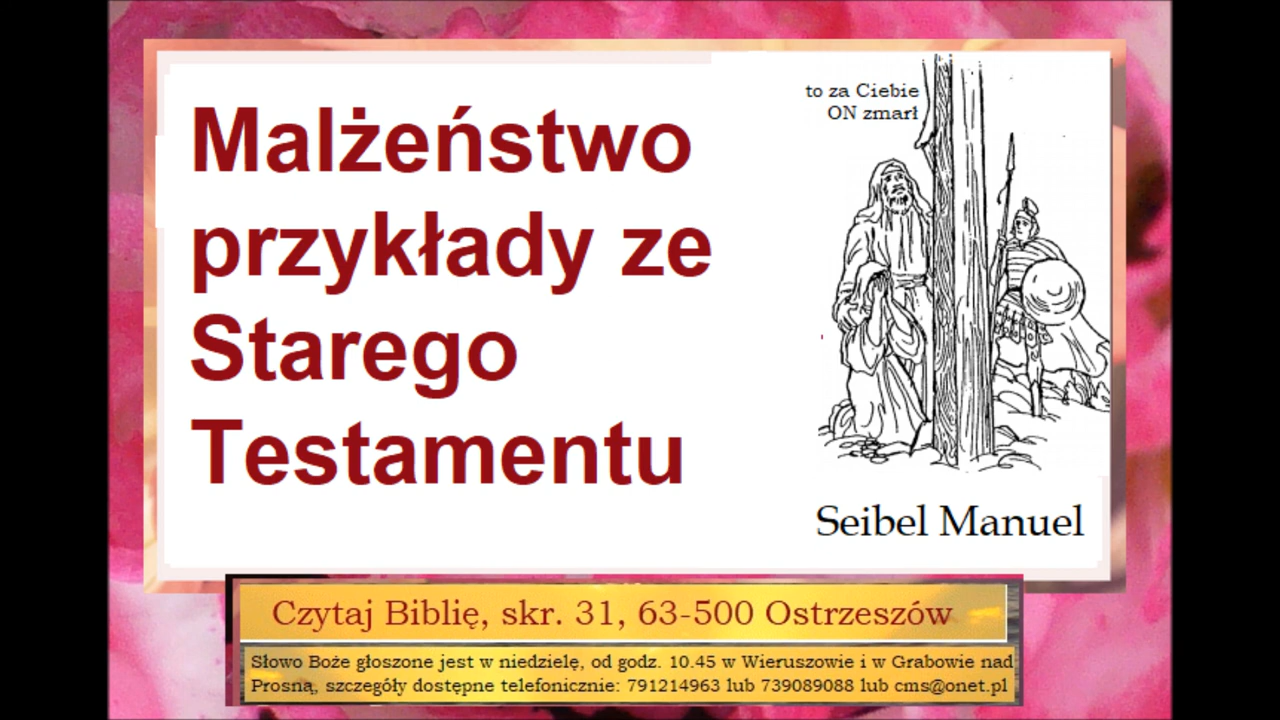 Malżeństwo
przykłady ze
Starego
Testamentu
to za Ciebie
ON zmarł
Seibel Manuel
Czytaj Biblię, skr. 31, 63-500 Ostrzeszów
Słowo Boże głoszone jest w niedzielę, od godz. 10.45 w Wieruszowie i w Grabowie nad
Prosną, szczegóły dostępne telefonicznie: 791214963 lub 739089088 lub cms@onet.pl